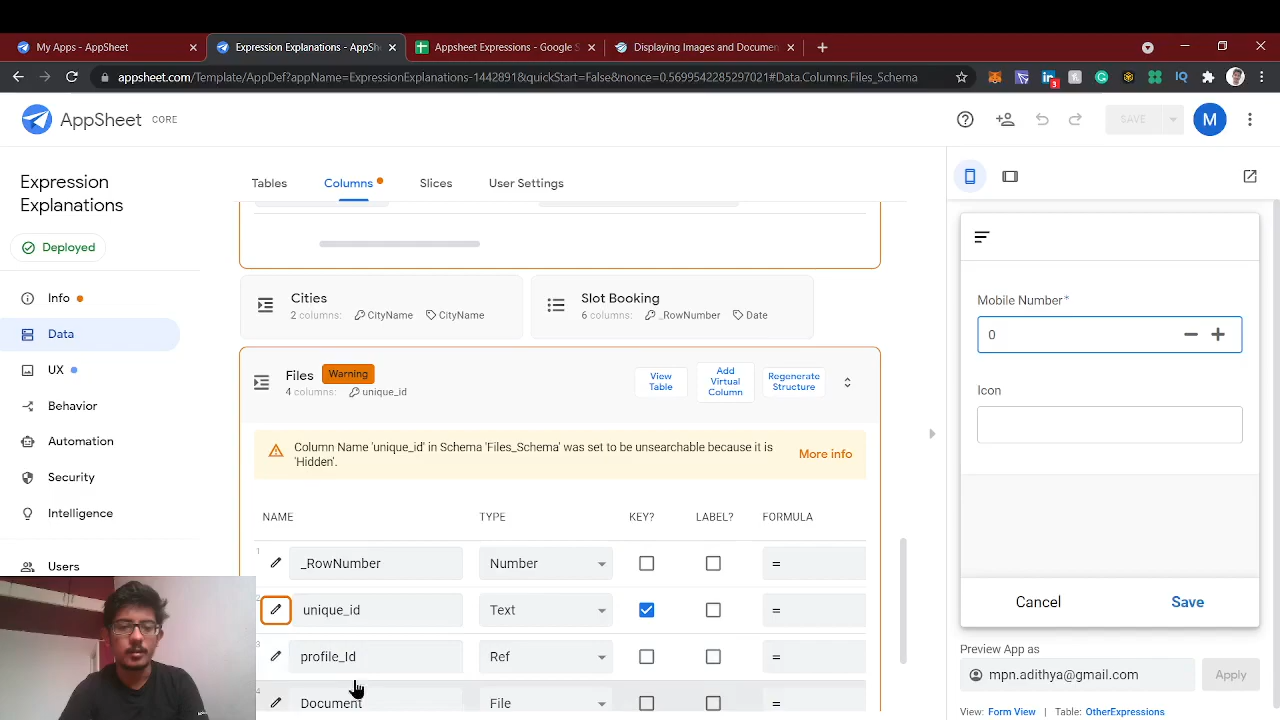 My Apps - AppSheet
Expression Explanations - AppSh
Appsheet Expressions - Google S
Displaying Images and Documen
appsheet.com/Template/AppDef?appName=ExpressionExplanations-1442891&quickStart=False&nonce=0.5699542285297021#Data.Columns.Files_Schema
3
AppSheet CORE
SAVE
M
Expression
Explanations
Deployed
Info
Data
UX
Behavior
Automation
Security
Intelligence
Users
Tables
Columns
Slices
User Settings
Cities
2 columns: CityName CityName
Slot Booking
6 columns: _RowNumber Date
Files Warning
4 columns: unique_id
View
Table
Add
Virtual
Column
Regenerate
Structure
Column Name 'unique_id' in Schema 'Files_Schema' was set to be unsearchable because it is
'Hidden'.
More info
NAME TYPE KEY? LABEL? FORMULA
1 _RowNumber Number =
2 unique_id Text =
3 profile_Id Ref =
4 Document File =
Mobile Number*
0
Icon
Cancel Save
Preview App as
mpn.adithya@gmail.com Apply
View: Form View | Table: OtherExpressions